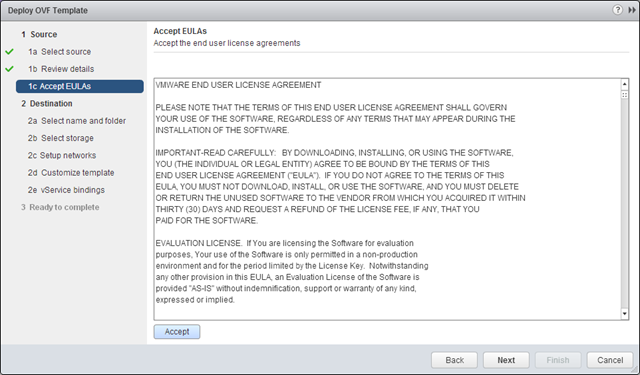 Deploy OVF Template
1 Source
1a Select source
1b Review details
1c Accept EULAs
2 Destination
2a Select name and folder
2b Select storage
2c Setup networks
2d Customize template
2e vService bindings
3 Ready to complete
Accept EULAs
Accept the end user license agreements
VMWARE END USER LICENSE AGREEMENT
PLEASE NOTE THAT THE TERMS OF THIS END USER LICENSE AGREEMENT SHALL GOVERN
YOUR USE OF THE SOFTWARE, REGARDLESS OF ANY TERMS THAT MAY APPEAR DURING THE
INSTALLATION OF THE SOFTWARE.
IMPORTANT-READ CAREFULLY: BY DOWNLOADING, INSTALLING, OR USING THE SOFTWARE,
YOU (THE INDIVIDUAL OR LEGAL ENTITY) AGREE TO BE BOUND BY THE TERMS OF THIS
END USER LICENSE AGREEMENT ("EULA"). IF YOU DO NOT AGREE TO THE TERMS OF THIS
EULA, YOU MUST NOT DOWNLOAD, INSTALL, OR USE THE SOFTWARE, AND YOU MUST DELETE
OR RETURN THE UNUSED SOFTWARE TO THE VENDOR FROM WHICH YOU ACQUIRED IT WITHIN
THIRTY (30) DAYS AND REQUEST A REFUND OF THE LICENSE FEE, IF ANY, THAT YOU
PAID FOR THE SOFTWARE.
EVALUATION LICENSE. If You are licensing the Software for evaluation
purposes, Your use of the Software is only permitted in a non-production
environment and for the period limited by the License Key. Notwithstanding
any other provision in this EULA, an Evaluation License of the Software is
provided "AS-IS" without indemnification, support or warranty of any kind,
expressed or implied.
Accept
Back
Next
Finish
Cancel